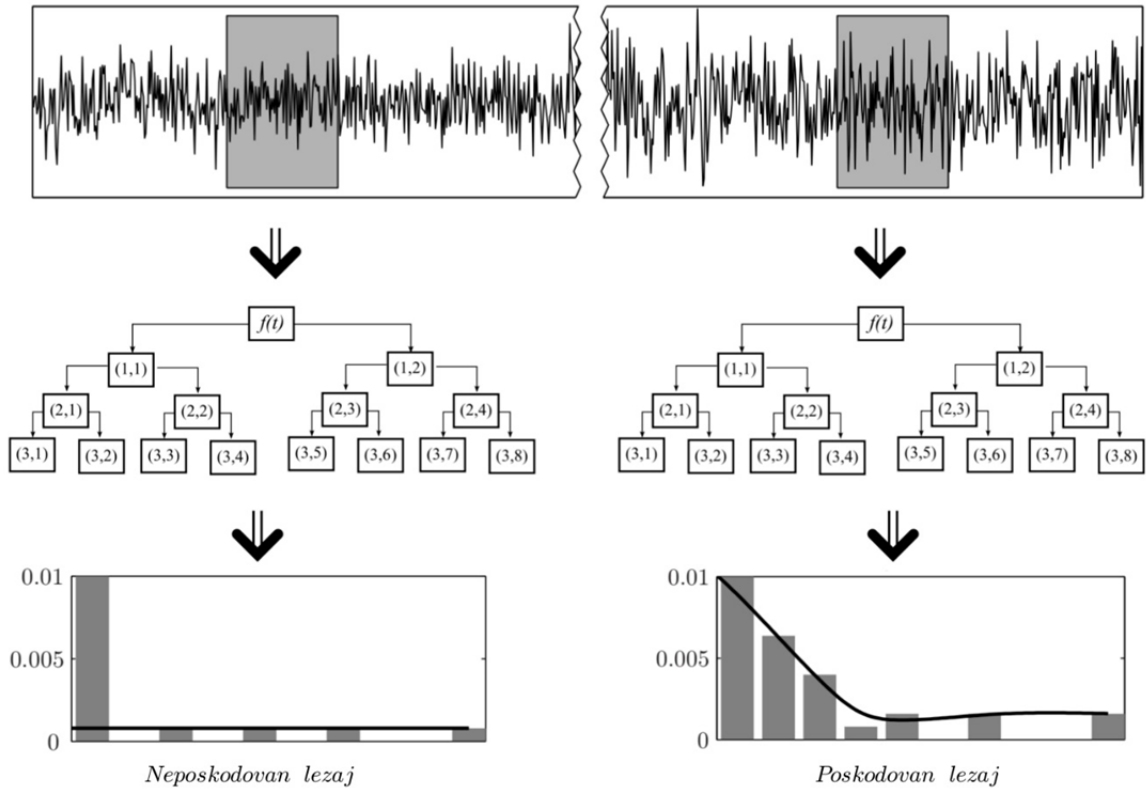 f(t) f(t)
(1,1) (1,2) (1,1) (1,2)
(2,1) (2,2) (2,3) (2,4) (2,1) (2,2) (2,3) (2,4)
(3,1) (3,2) (3,3) (3,4) (3,5) (3,6) (3,7) (3,8) (3,1) (3,2) (3,3) (3,4) (3,5) (3,6) (3,7) (3,8)
0.01 0.01
0.005 0.005
0 0
Neposkodovan lezaj Poskodovan lezaj